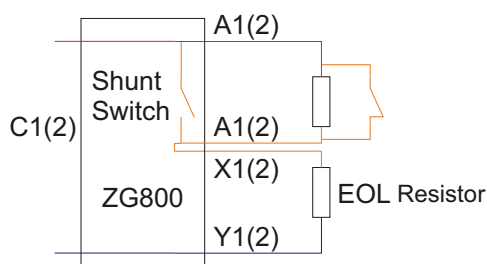 A1(2)
Shunt
Switch
C1(2)
A1(2)
X1(2)
ZG800
EOL Resistor
Y1(2)